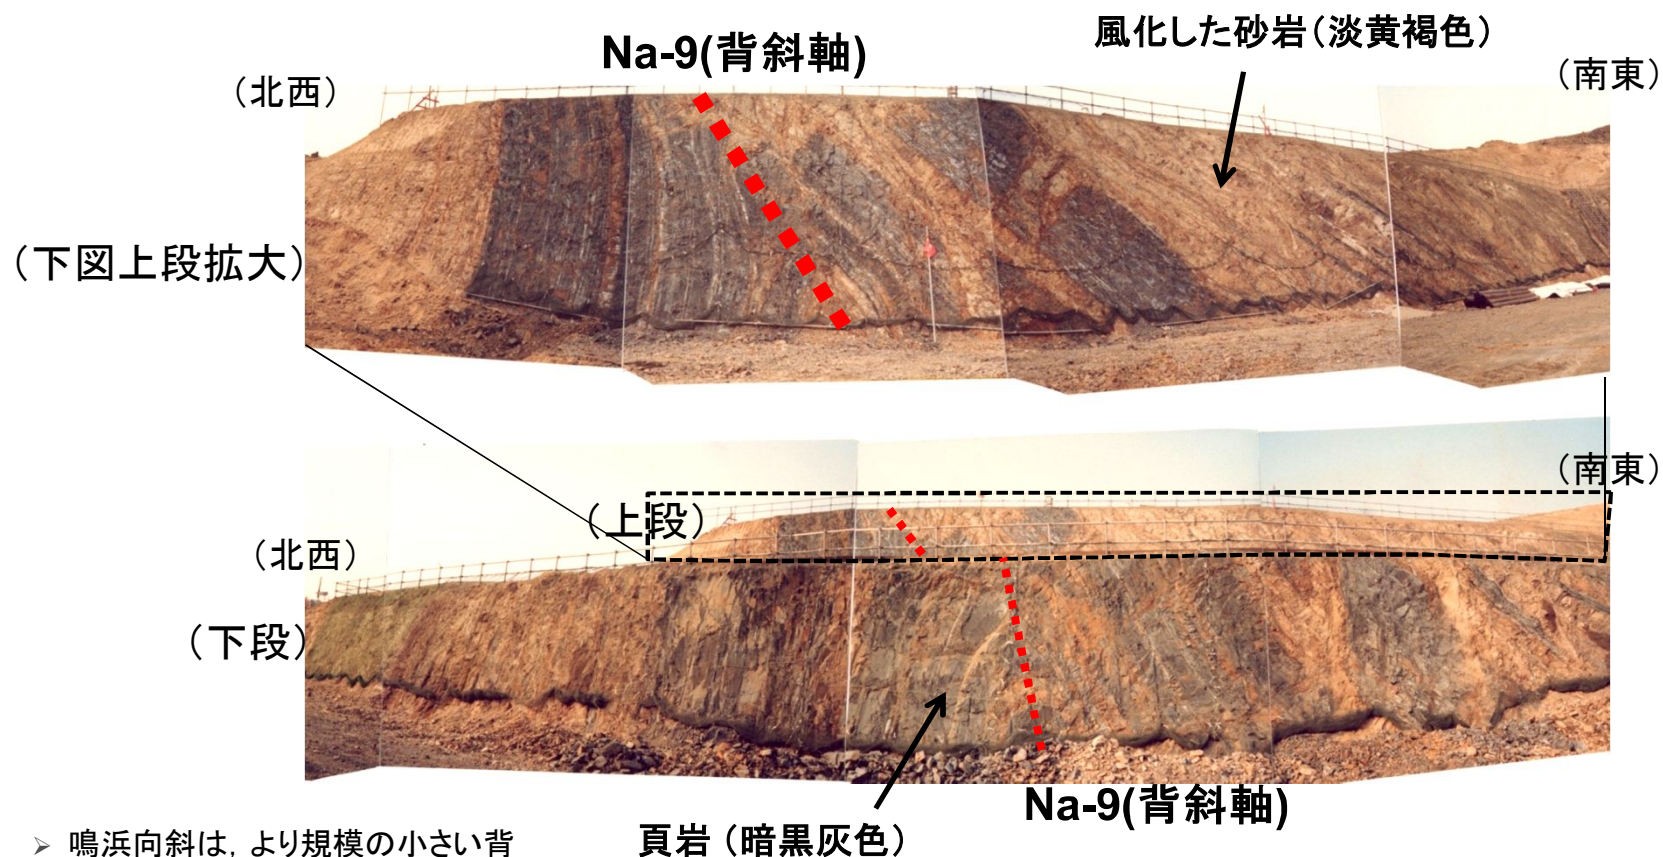 Na-9(背斜軸)
風化した砂岩（淡黄褐色）
（北西）
（南東）
（下図上段拡大）
（南東）
（上段）
（北西）
（下段）
Na-9(背斜軸)
頁岩（暗黒灰色）
➢ 鳴浜向斜は，より規模の小さい背